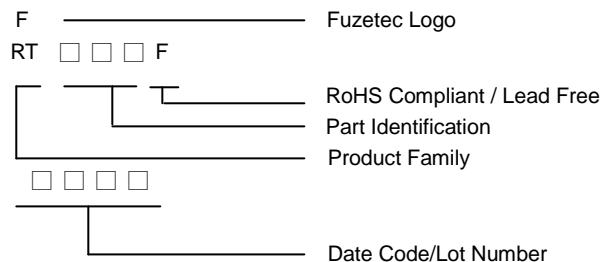 F Fuzetec Logo
RT □ □ □ F
RoHS Compliant / Lead Free
Part Identification
Product Family
□ □ □ □
Date Code/Lot Number